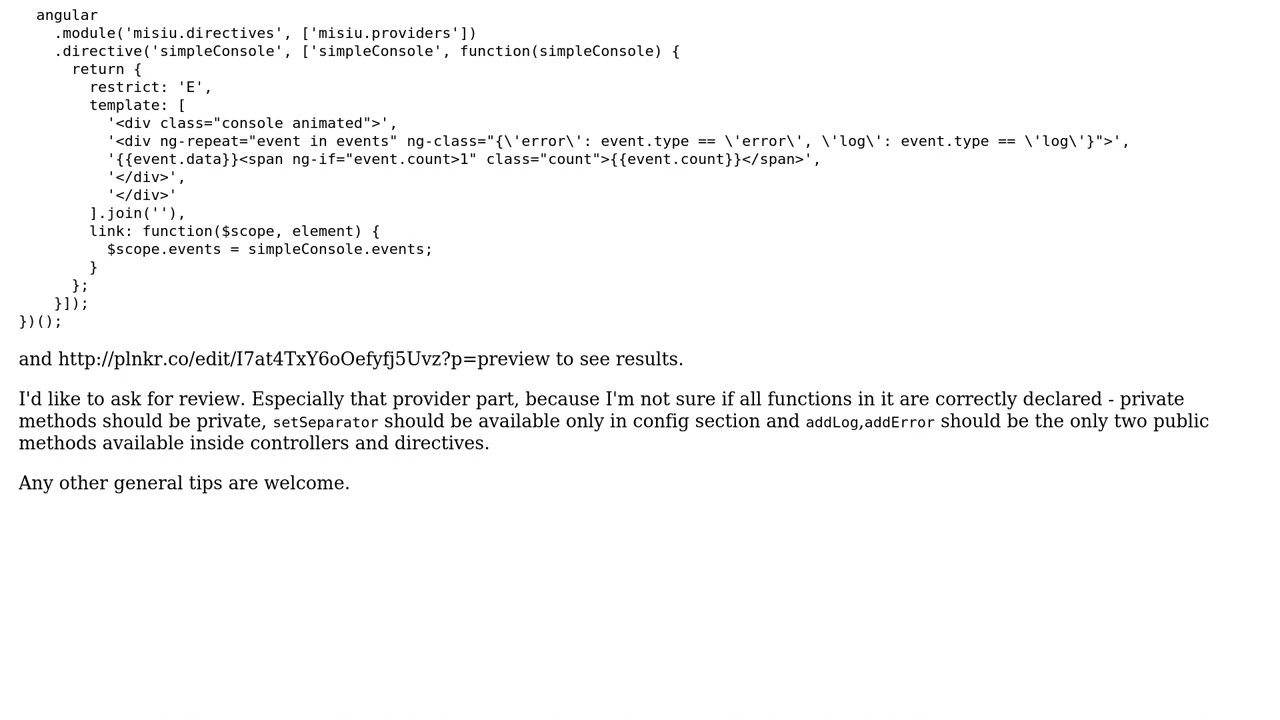 angular
    .module('misiu.directives', ['misiu.providers'])
    .directive('simpleConsole', ['simpleConsole', function(simpleConsole) {
      return {
        restrict: 'E',
        template: [
          '<div class="console animated">',
          '<div ng-repeat="event in events" ng-class="{\'error\': event.type == \'error\', \'log\': event.type == \'log\'}">',
          '{{event.data}}<span ng-if="event.count>1" class="count">{{event.count}}</span>',
          '</div>',
          '</div>'
        ].join(''),
        link: function($scope, element) {
          $scope.events = simpleConsole.events;
        }
      };
    }]);
})();
and http://plnkr.co/edit/I7at4TxY6oOefyfj5Uvz?p=preview to see results.
I'd like to ask for review. Especially that provider part, because I'm not sure if all functions in it are correctly declared - private
methods should be private, setSeparator should be available only in config section and addLog,addError should be the only two public
methods available inside controllers and directives.
Any other general tips are welcome.